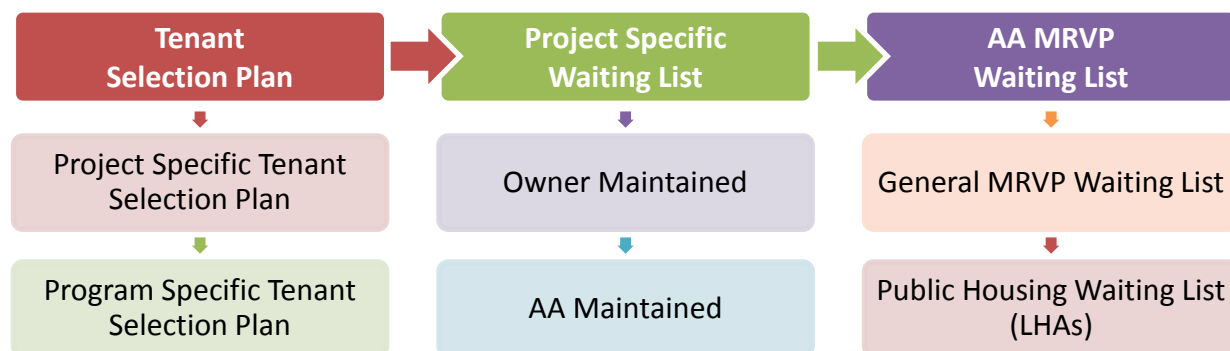 Tenant
Selection Plan
Project Specific
Waiting List
AA MRVP
Waiting List
Project Specific Tenant
Selection Plan
Owner Maintained
General MRVP Waiting List
Program Specific Tenant
Selection Plan
AA Maintained
Public Housing Waiting List
(LHAs)